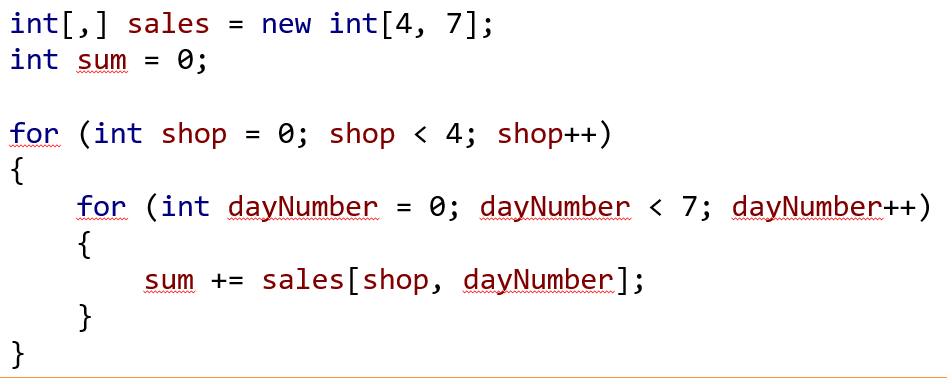 int[,] sales = new int[4, 7];
int sum = 0;
for (int shop = 0; shop < 4; shop++)
{
for (int dayNumber = 0; dayNumber < 7; dayNumber++)
{
sum += sales[shop, dayNumber];
}
}